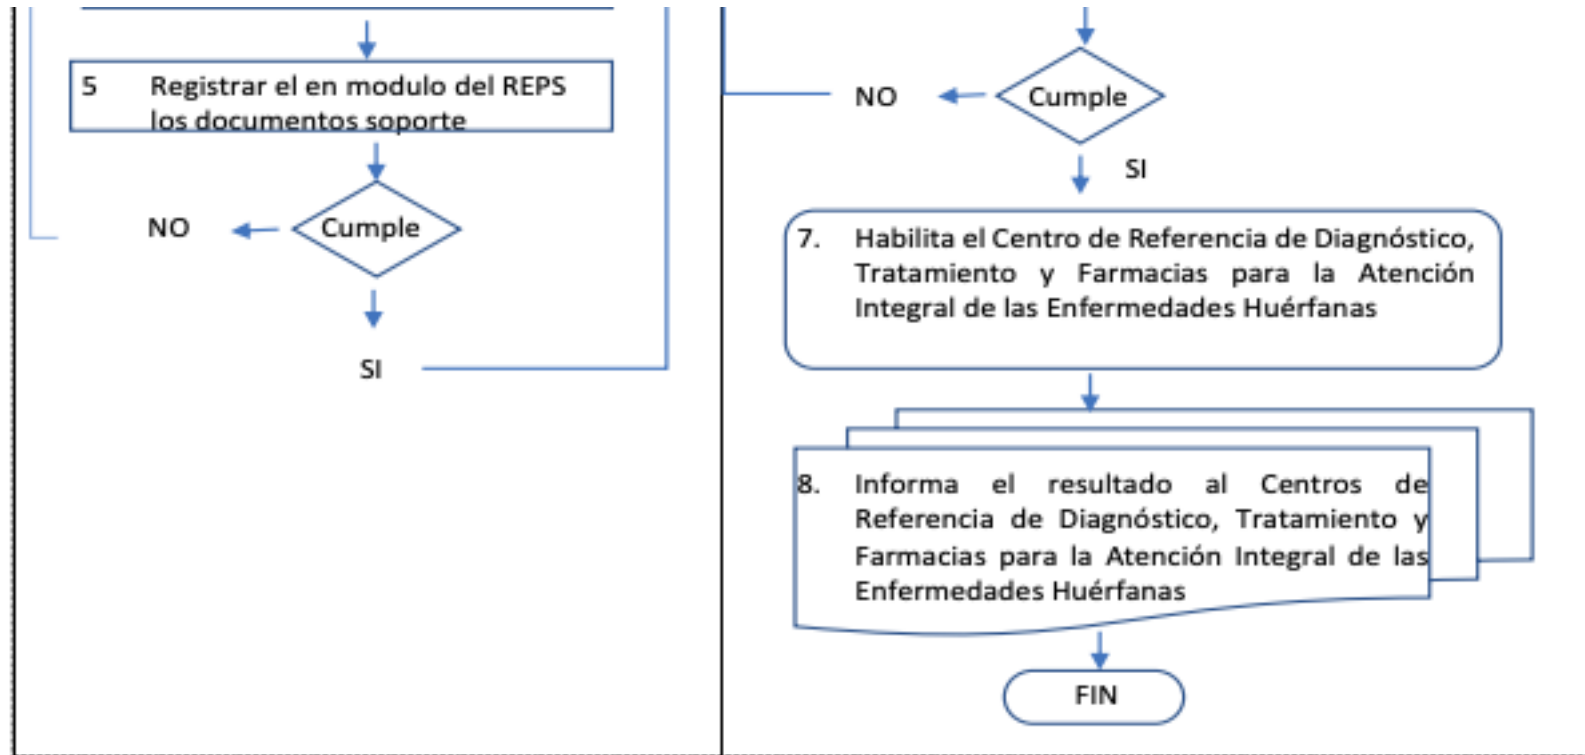 5 Registrar el en modulo del REPS
los documentos soporte
Cumple
NO
SI
Cumple
NO
SI
7. Habilita el Centro de Referencia de Diagnóstico,
Tratamiento y Farmacias para la Atención
Integral de las Enfermedades Huérfanas
8. Informa el resultado al Centros de
Referencia de Diagnóstico, Tratamiento y
Farmacias para la Atención Integral de las
Enfermedades Huérfanas
FIN